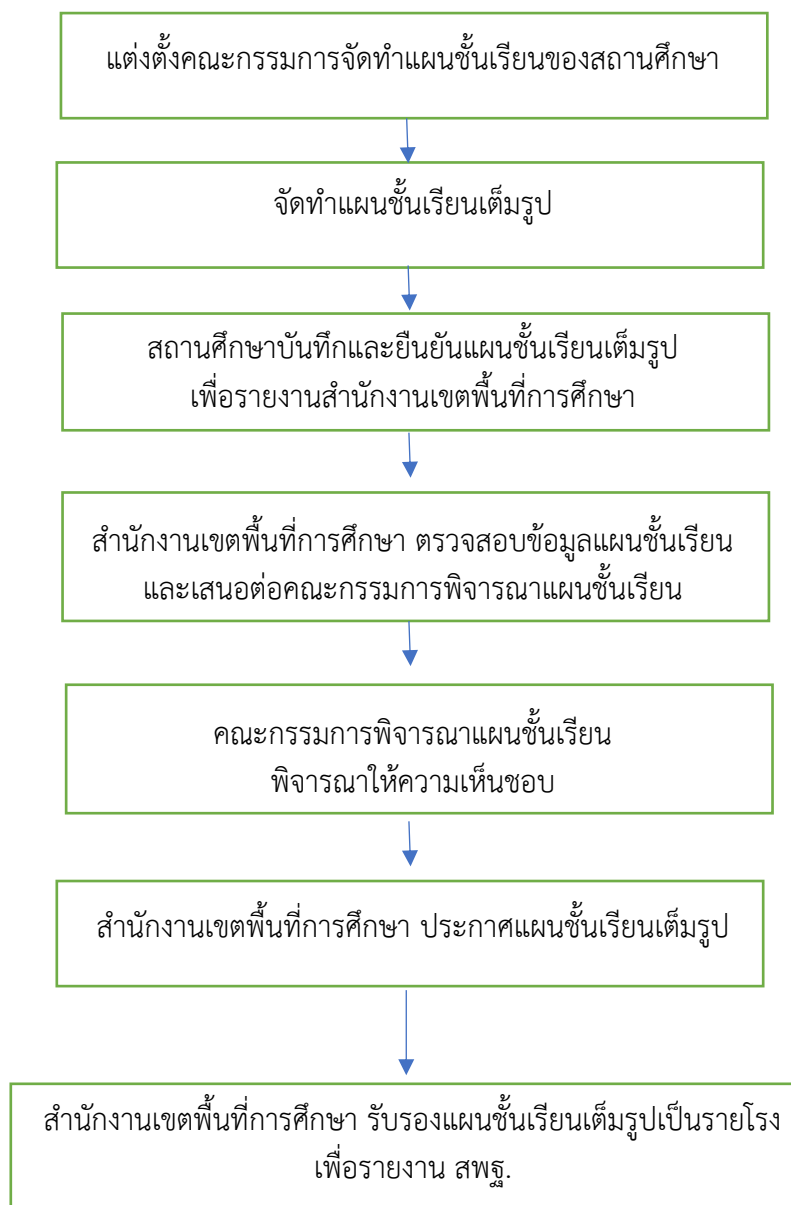 แต่งตั้งคณะกรรมการจัดทำแผนชั้นเรียนของสถานศึกษา
จัดทำแผนชั้นเรียนเต็มรูป
สถานศึกษาบันทึกและยืนยันแผนชั้นเรียนเต็มรูป
เพื่อรายงานสำนักงานเขตพื้นที่การศึกษา
สำนักงานเขตพื้นที่การศึกษา ตรวจสอบข้อมูลแผนชั้นเรียน
และเสนอต่อคณะกรรมการพิจารณาแผนชั้นเรียน
คณะกรรมการพิจารณาแผนชั้นเรียน
พิจารณาให้ความเห็นชอบ
สำนักงานเขตพื้นที่การศึกษา ประกาศแผนชั้นเรียนเต็มรูป
สำนักงานเขตพื้นที่การศึกษา รับรองแผนชั้นเรียนเต็มรูปเป็นรายโรง
เพื่อรายงาน สพฐ.